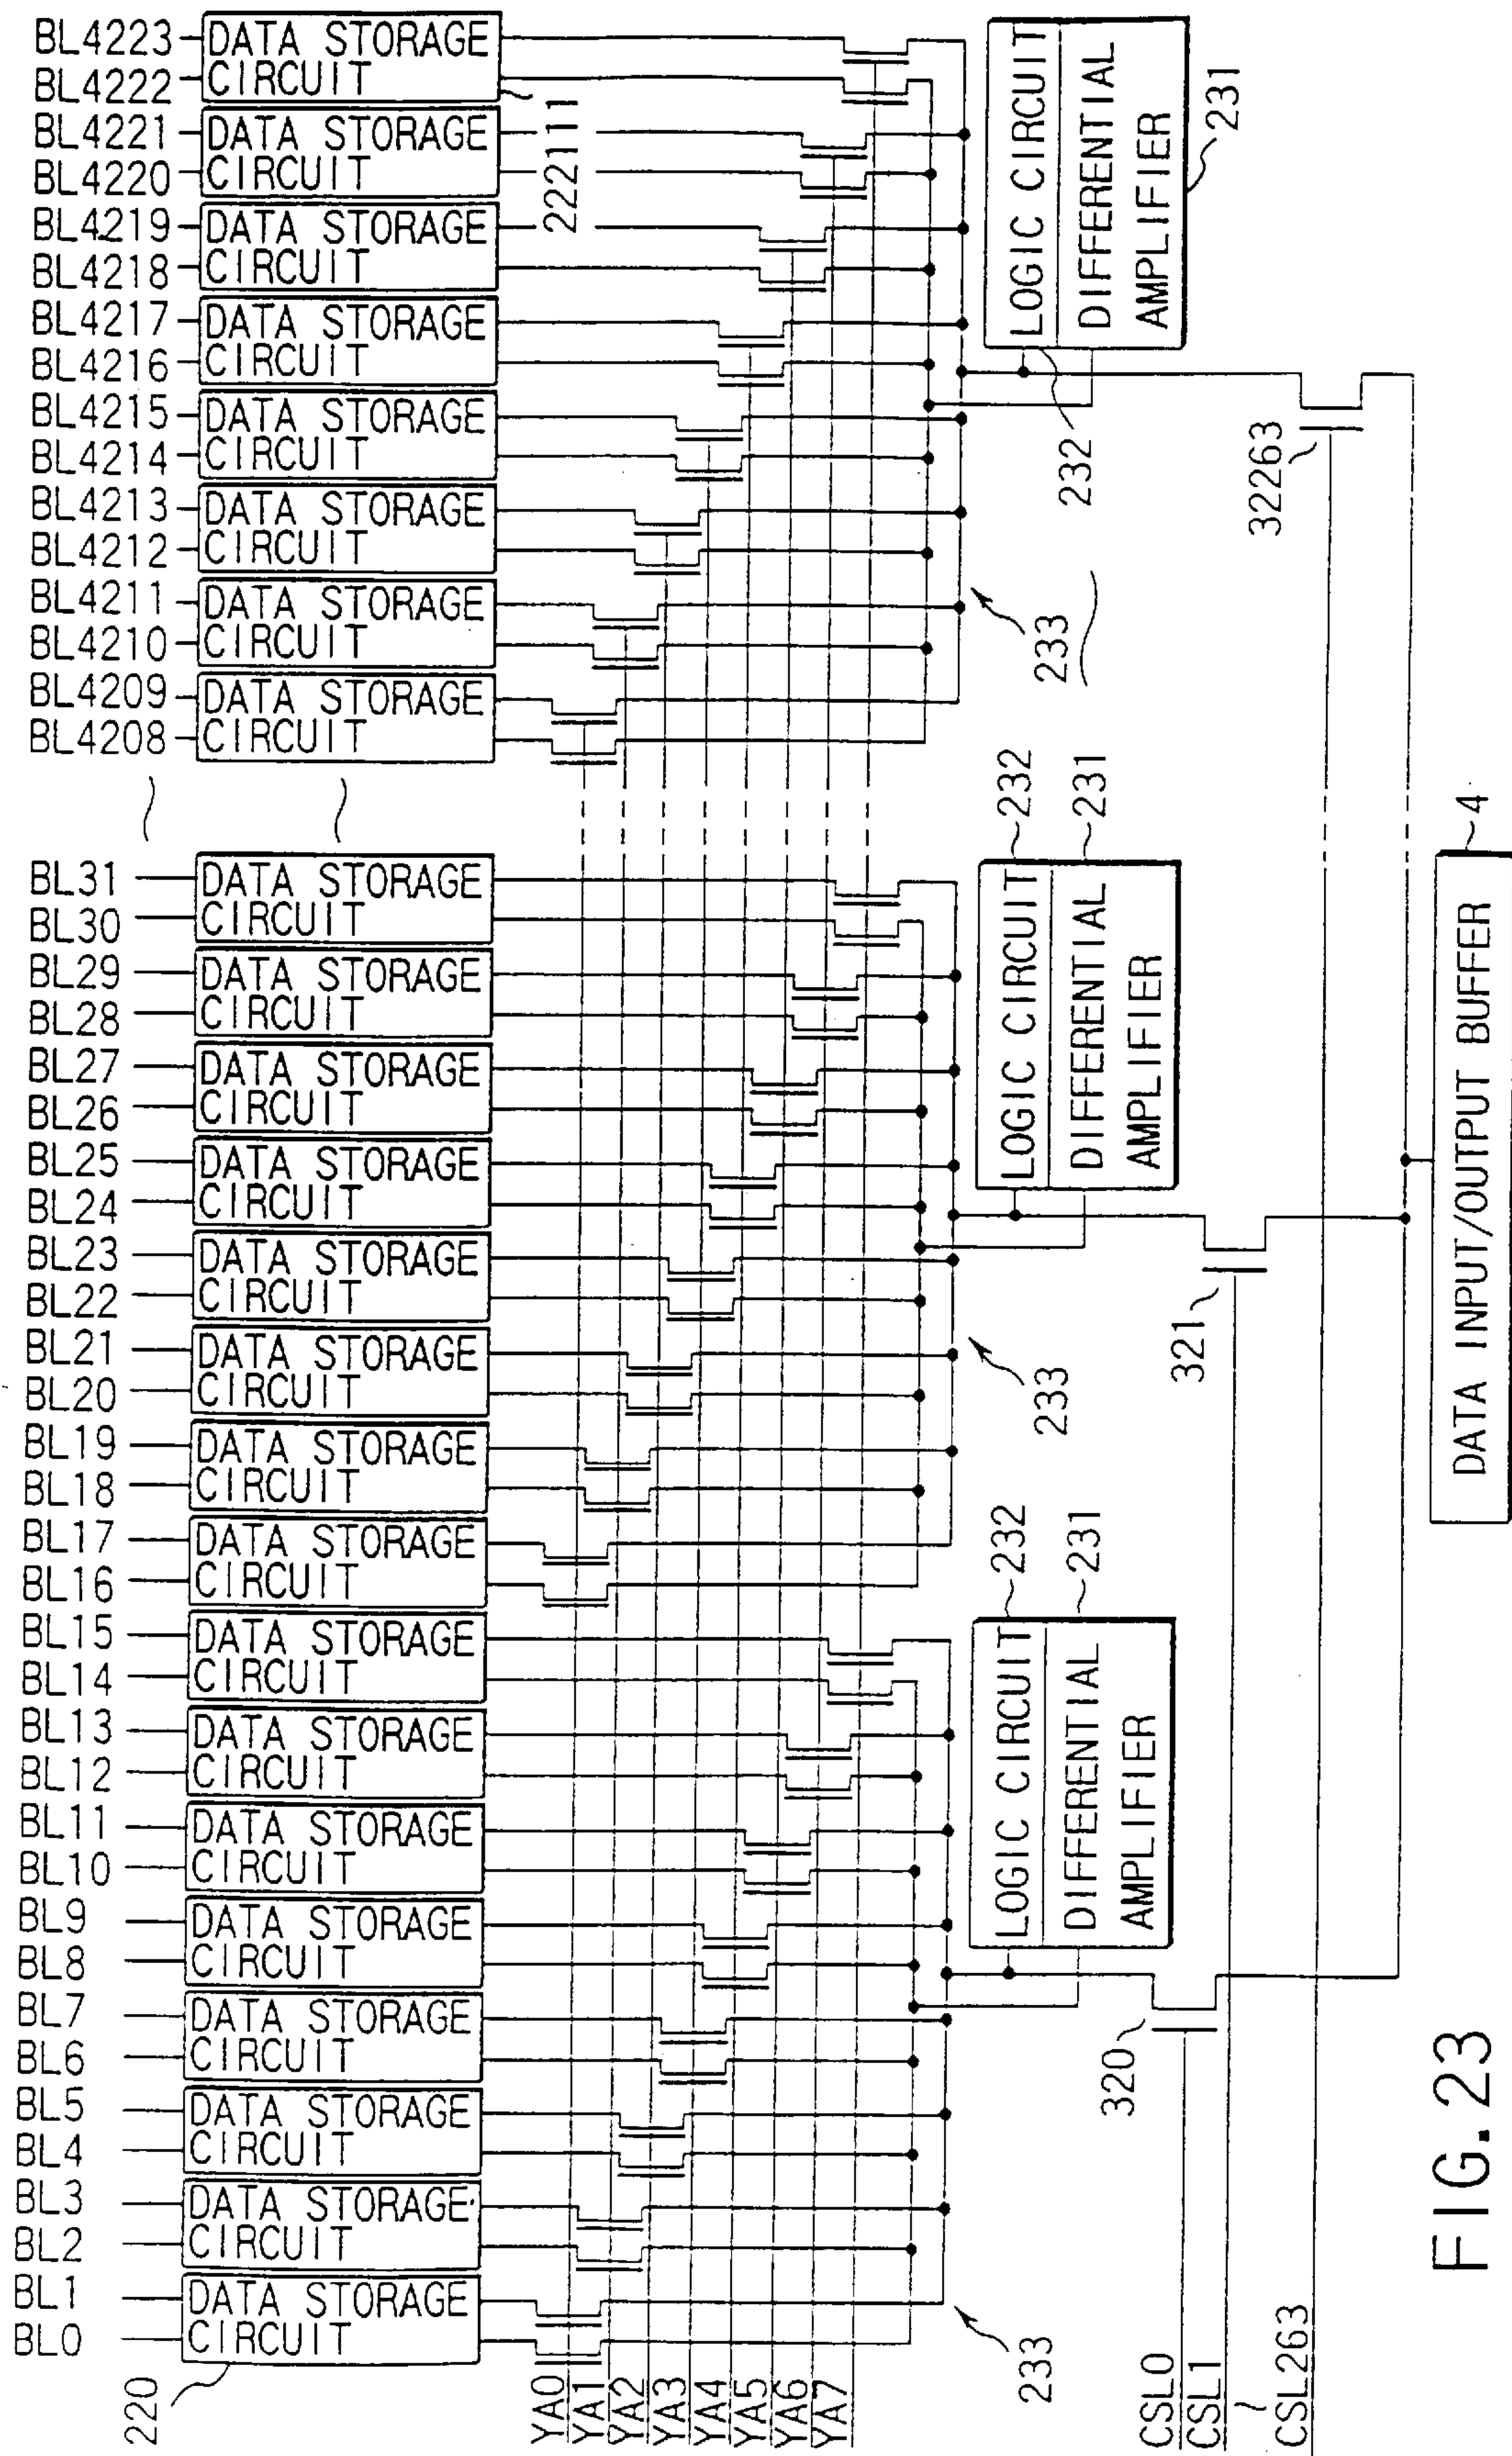 BL4223
BL4222
DATA STORAGE
CIRCUIT
222111
BL4221
BL4220
DATA STORAGE
CIRCUIT
BL4219
BL4218
DATA STORAGE
CIRCUIT
BL4217
BL4216
DATA STORAGE
CIRCUIT
BL4215
BL4214
DATA STORAGE
CIRCUIT
BL4213
BL4212
DATA STORAGE
CIRCUIT
BL4211
BL4210
DATA STORAGE
CIRCUIT
BL4209
BL4208
DATA STORAGE
CIRCUIT
LOGIC CIRCUIT
DIFFERENTIAL
AMPLIFIER
231
232
233
32263
BL31
BL30
DATA STORAGE
CIRCUIT
BL29
BL28
DATA STORAGE
CIRCUIT
BL27
BL26
DATA STORAGE
CIRCUIT
BL25
BL24
DATA STORAGE
CIRCUIT
BL23
BL22
DATA STORAGE
CIRCUIT
BL21
BL20
DATA STORAGE
CIRCUIT
BL19
BL18
DATA STORAGE
CIRCUIT
BL17
BL16
DATA STORAGE
CIRCUIT
LOGIC CIRCUIT
DIFFERENTIAL
AMPLIFIER
232
231
233
321
DATA INPUT/OUTPUT BUFFER
4
BL15
BL14
DATA STORAGE
CIRCUIT
BL13
BL12
DATA STORAGE
CIRCUIT
BL11
BL10
DATA STORAGE
CIRCUIT
BL9
BL8
DATA STORAGE
CIRCUIT
BL7
BL6
DATA STORAGE
CIRCUIT
BL5
BL4
DATA STORAGE
CIRCUIT
BL3
BL2
DATA STORAGE
CIRCUIT
BL1
BL0
DATA STORAGE
CIRCUIT
220
LOGIC CIRCUIT
DIFFERENTIAL
AMPLIFIER
232
231
233
320
YA0
YA1
YA2
YA3
YA4
YA5
YA6
YA7
CSL0
CSL1
CSL263
FIG. 23